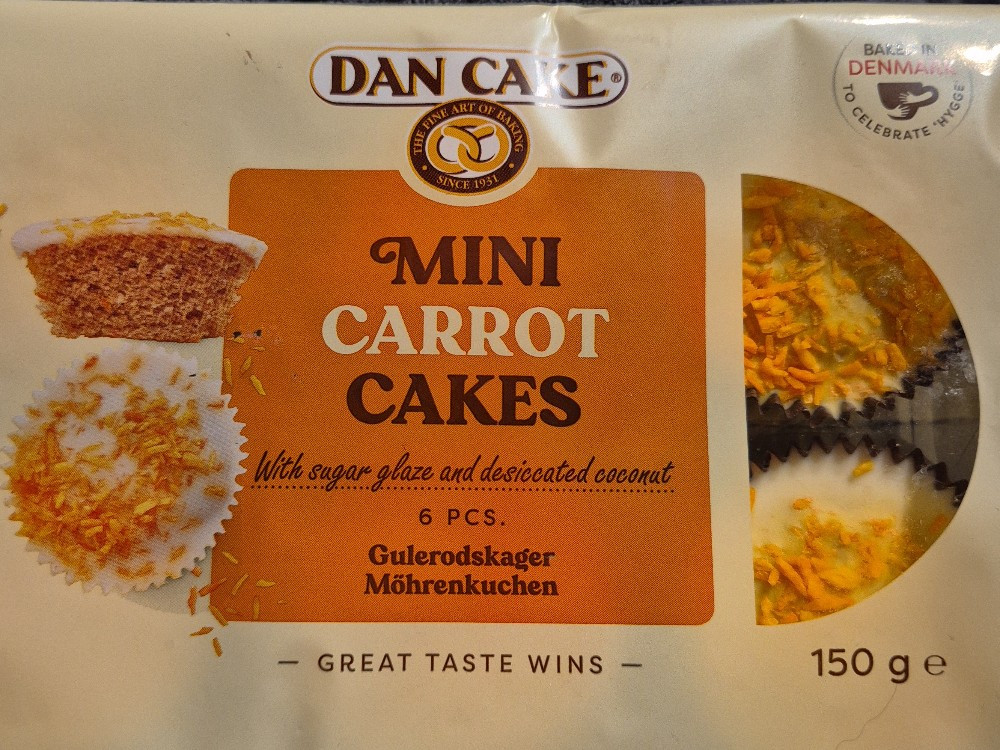 DAN CAKE®
THE FINE ART OF BAKING
SINCE 1931
BAKED IN
DENMARK
TO CELEBRATE 'HYGGE'
MINI
CARROT
CAKES
With sugar glaze and desiccated coconut
6 PCS.
Gulerodskager
Möhrenkuchen
— GREAT TASTE WINS —
150 g ℮